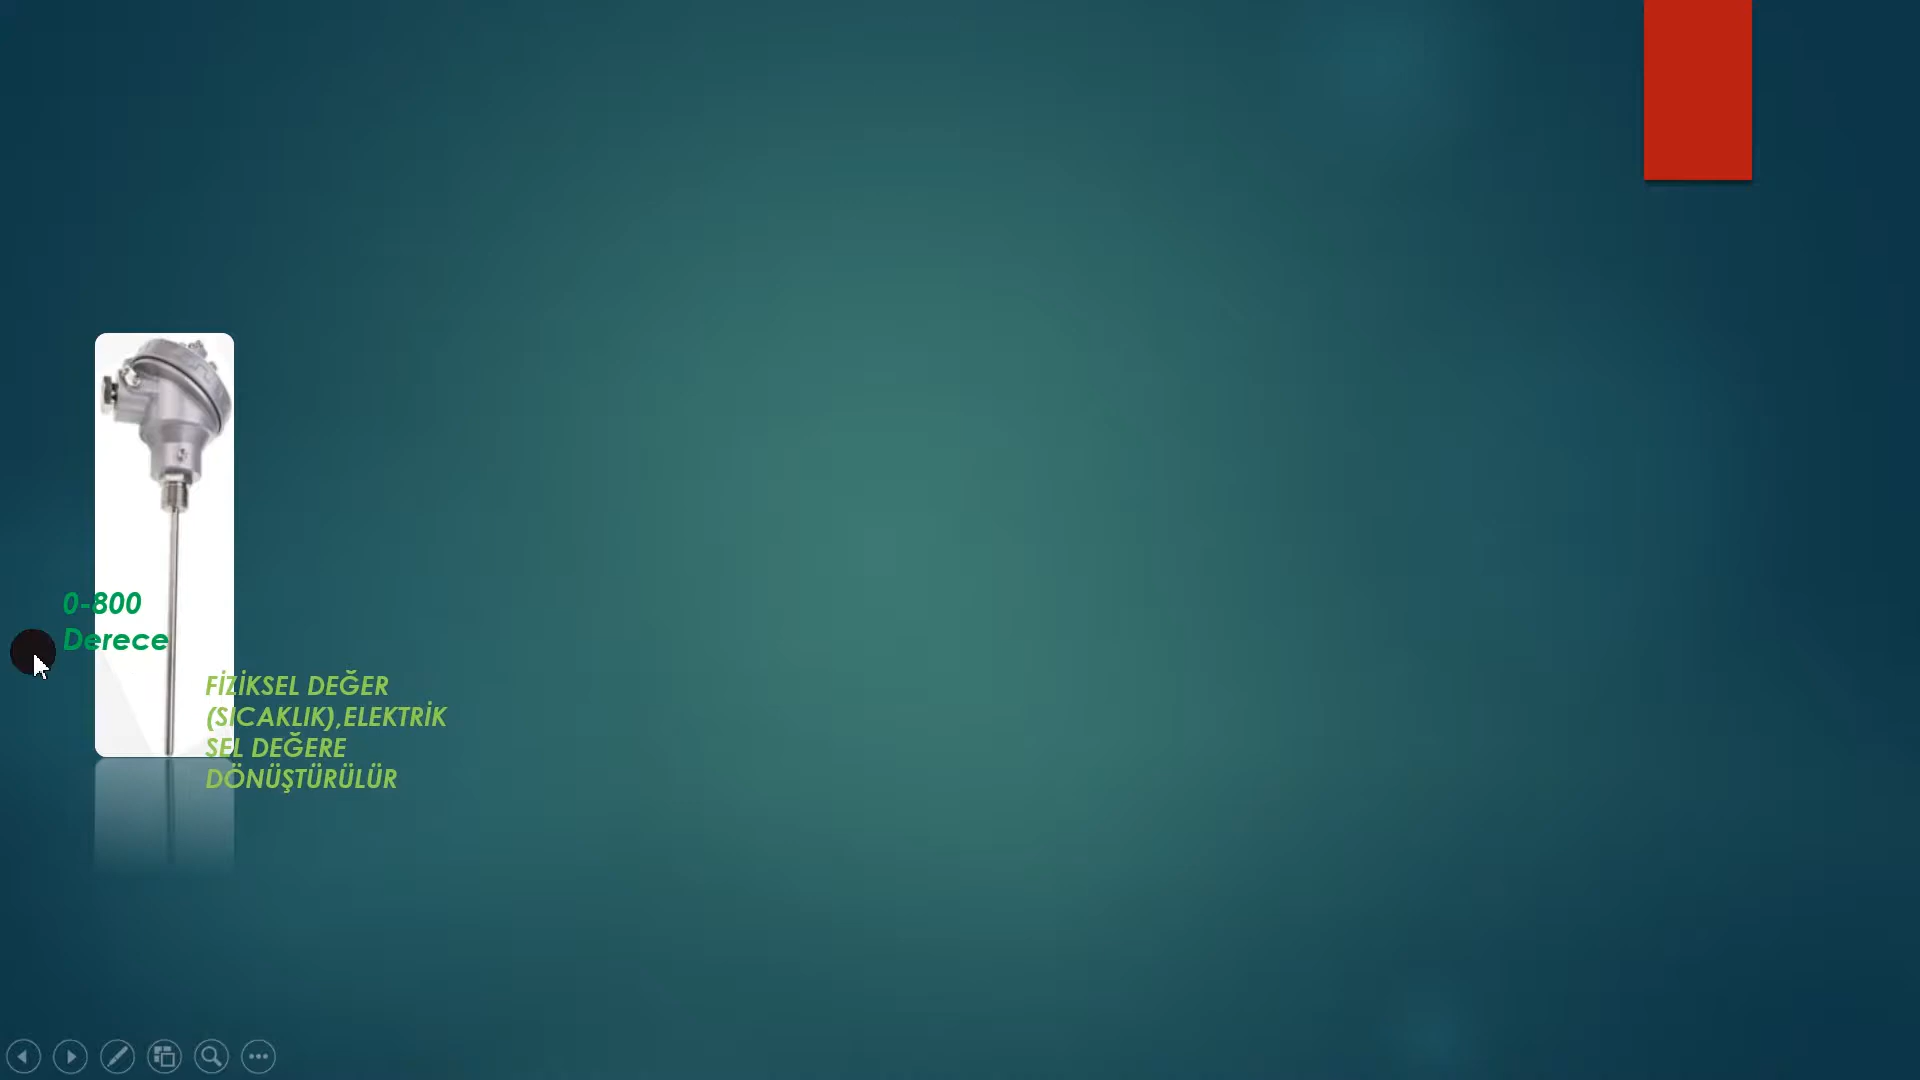 0-800
Derece
FİZİKSEL DEĞER
(SICAKLIK),ELEKTRİK
SEL DEĞERE
DÖNÜŞTÜRÜLÜR